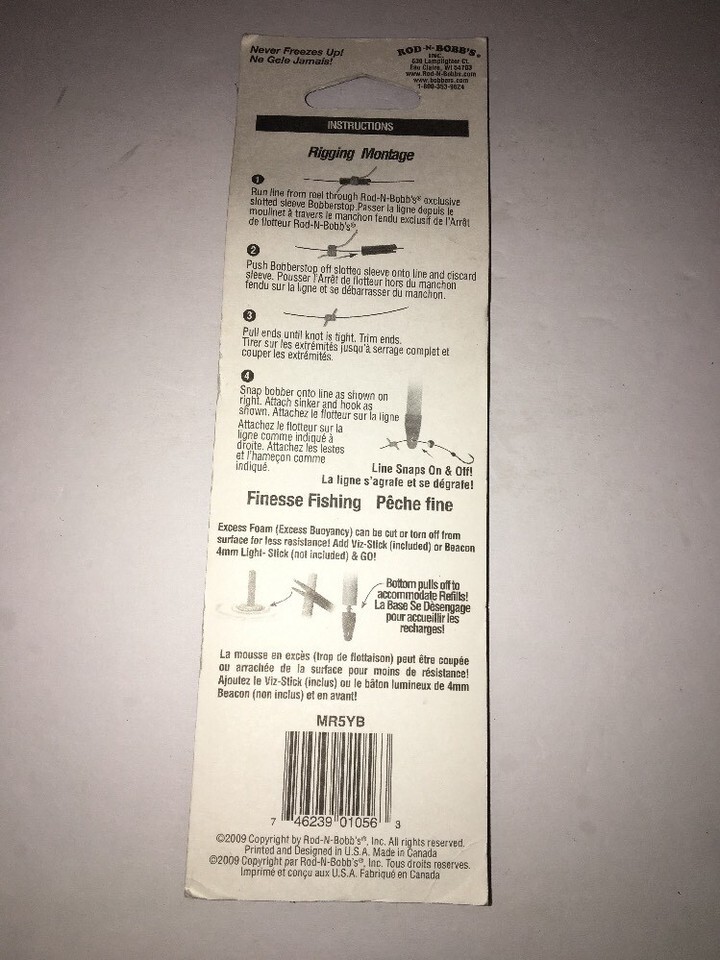 Never Freezes Up!
Ne Gele Jamais!
ROD-N-BOBB'S®
INC.
636 Lamplighter Ct.
Eau Claire, WI 54703
www.Rod-N-Bobbs.com
www.bobbers.com
INSTRUCTIONS
Rigging Montage
1
Run line from reel through Rod-N-Bobb's® exclusive
slotted sleeve Bobberstop.Passer la ligne depuis le
moulinet à travers le manchon fendu exclusif de l'Arrêt
de flotteur Rod-N-Bobb's®.
2
Push Bobberstop off slotted sleeve onto line and discard
sleeve. Pousser l'Arrêt de flotteur hors du manchon
fendu sur la ligne et se débarrasser du manchon.
3
Pull ends until knot is tight. Trim ends.
Tirer sur les extrémités jusqu'à serrage complet et
couper les extrémités.
4
Snap bobber onto line as shown on
right. Attach sinker and hook as
shown. Attachez le flotteur sur la ligne
Attachez le flotteur sur la
ligne comme indiqué à
droite. Attachez les lestes
et l'hameçon comme
indiqué.
Line Snaps On & Off!
La ligne s'agrafe et se dégrafe!
Finesse Fishing Pêche fine
Excess Foam (Excess Buoyancy) can be cut or torn off from
surface for less resistance! Add Viz-Stick (included) or Beacon
4mm Light- Stick (not included) & GO!
Bottom pulls off to
accommodate Refills!
La Base Se Désengage
pour accueillir les
recharges!
La mousse en excès (trop de flottaison) peut être coupée
ou arrachée de la surface pour moins de résistance!
Ajoutez le Viz-Stick (inclus) ou le bâton lumineux de 4mm
Beacon (non inclus) et en avant!
MR5YB
7 46239 01056 3
©2009 Copyright by Rod-N-Bobb's®, Inc. All rights reserved.
Printed and Designed in U.S.A. Made in Canada
©2009 Copyright par Rod-N-Bobb's®, Inc. Tous droits reserves.
Imprimé et conçu aux U.S.A. Fabriqué en Canada